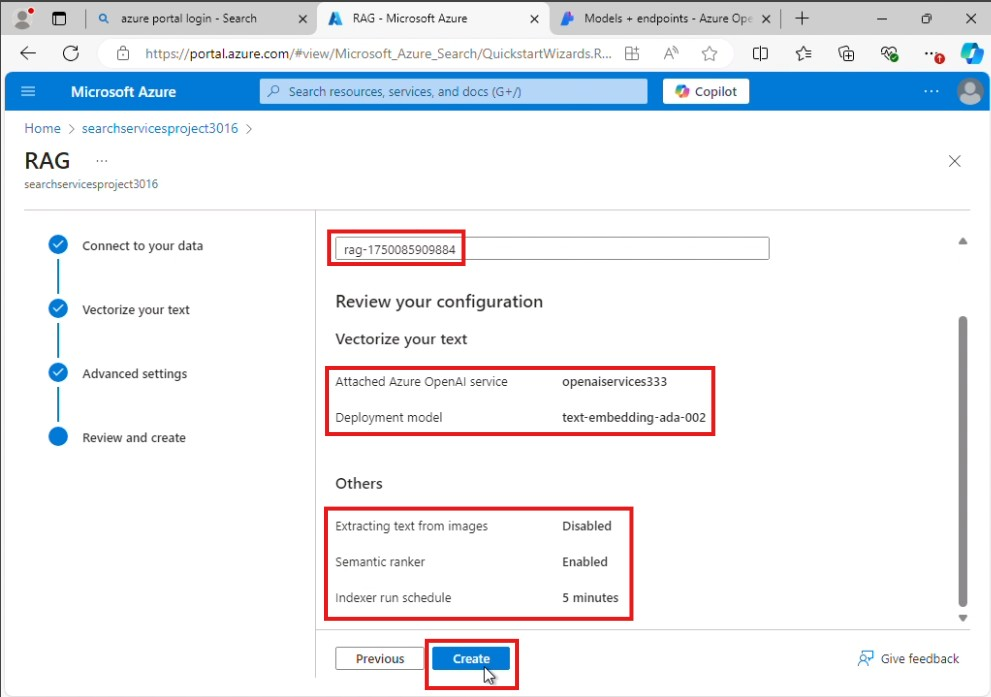 azure portal login - Search
RAG - Microsoft Azure
Models + endpoints - Azure Ope
https://portal.azure.com/#view/Microsoft_Azure_Search/QuickstartWizards.R...
Microsoft Azure
Search resources, services, and docs (G+/)
Copilot
Home > searchservicesproject3016 >
RAG ...
searchservicesproject3016
Connect to your data
Vectorize your text
Advanced settings
Review and create
rag-1750085909884
Review your configuration
Vectorize your text
Attached Azure OpenAI service openaiservices333
Deployment model text-embedding-ada-002
Others
Extracting text from images Disabled
Semantic ranker Enabled
Indexer run schedule 5 minutes
Previous
Create
Give feedback